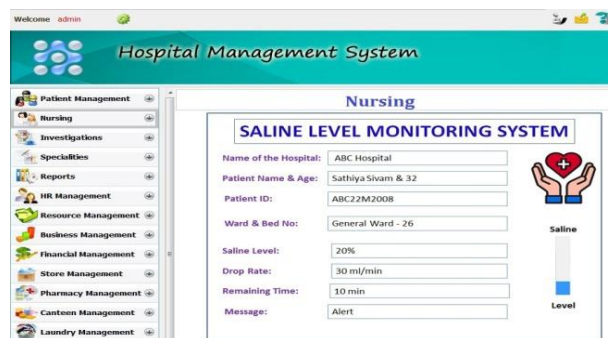 Welcome admin
Hospital Management System
Patient Management
Nursing
Investigations
Specialities
Reports
HR Management
Resource Management
Business Management
Financial Management
Store Management
Pharmacy Management
Canteen Management
Laundry Management
Nursing
SALINE LEVEL MONITORING SYSTEM
Name of the Hospital: ABC Hospital
Patient Name & Age: Sathiya Sivam & 32
Patient ID: ABC22M2008
Ward & Bed No: General Ward - 26
Saline Level: 20%
Drop Rate: 30 ml/min
Remaining Time: 10 min
Message: Alert
Saline
Level